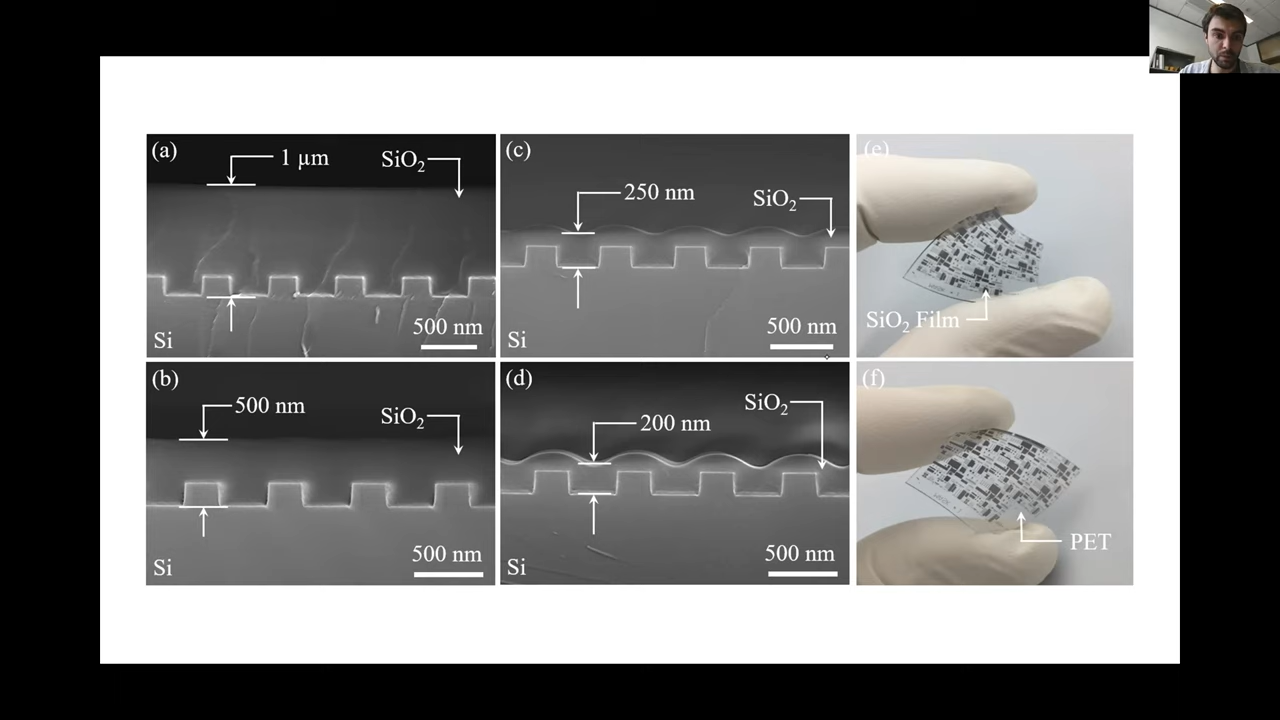 (a)
1 µm
SiO₂
Si
500 nm
(b)
500 nm
SiO₂
Si
500 nm
(c)
250 nm
SiO₂
Si
500 nm
(d)
200 nm
SiO₂
Si
500 nm
(e)
SiO₂ Film
(f)
PET